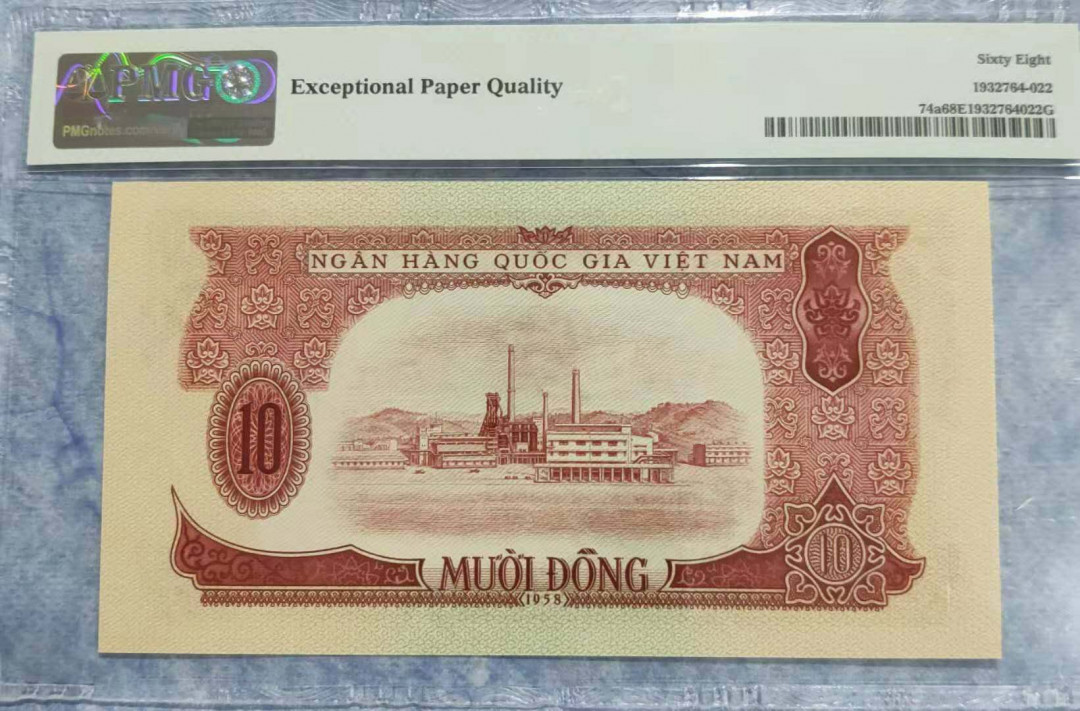 PMG
Exceptional Paper Quality
Sixty Eight
1932764-022
74a68E1932764022G
NGÂN HÀNG QUỐC GIA VIỆT NAM
10
10
MƯỜI ĐỒNG
1958